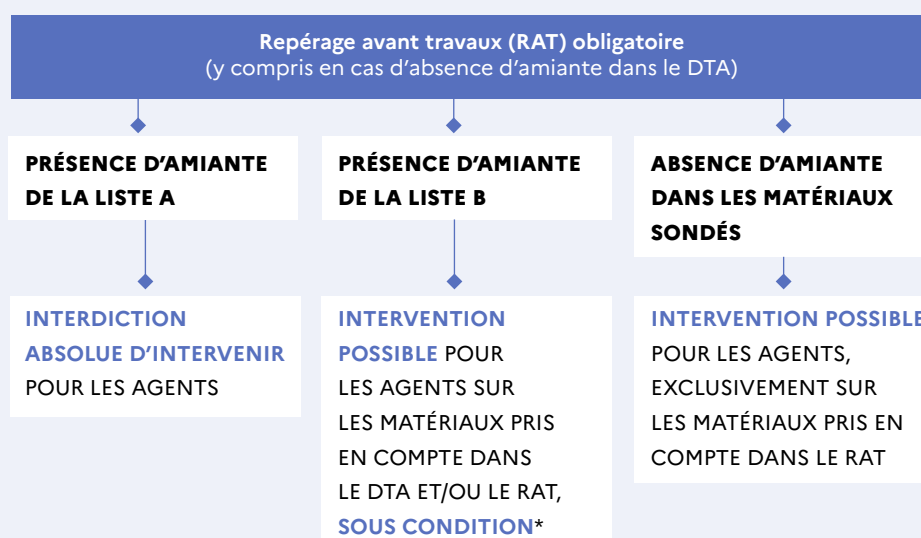 Repérage avant travaux (RAT) obligatoire
(y compris en cas d'absence d'amiante dans le DTA)
PRÉSENCE D'AMIANTE
DE LA LISTE A
INTERDICTION
ABSOLUE D'INTERVENIR
POUR LES AGENTS
PRÉSENCE D'AMIANTE
DE LA LISTE B
INTERVENTION
POSSIBLE POUR
LES AGENTS SUR
LES MATÉRIAUX PRIS
EN COMPTE DANS
LE DTA ET/OU LE RAT,
SOUS CONDITION*
ABSENCE D'AMIANTE
DANS LES MATÉRIAUX
SONDÉS
INTERVENTION POSSIBLE
POUR LES AGENTS,
EXCLUSIVEMENT SUR
LES MATÉRIAUX PRIS EN
COMPTE DANS LE RAT